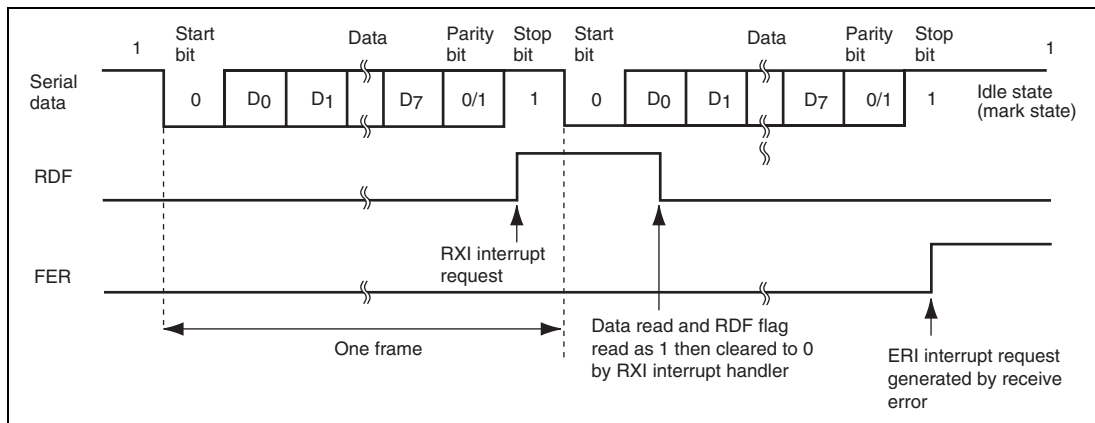 1 Start bit Data Parity bit Stop bit Start bit Data Parity bit Stop bit 1
Serial data
0 D0 D1 D7 0/1 1 0 D0 D1 D7 0/1 1 Idle state (mark state)
RDF
RXI interrupt
request
FER
One frame
Data read and RDF flag
read as 1 then cleared to 0
by RXI interrupt handler
ERI interrupt request
generated by receive
error